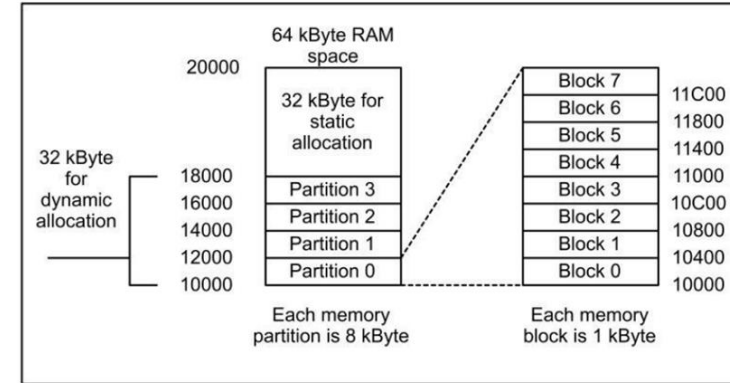 64 kByte RAM
space
20000
32 kByte for
static
allocation
32 kByte
for
dynamic
allocation
18000
16000
14000
12000
10000
Partition 3
Partition 2
Partition 1
Partition 0
Each memory
partition is 8 kByte
Block 7
Block 6
Block 5
Block 4
Block 3
Block 2
Block 1
Block 0
11C00
11800
11400
11000
10C00
10800
10400
10000
Each memory
block is 1 kByte